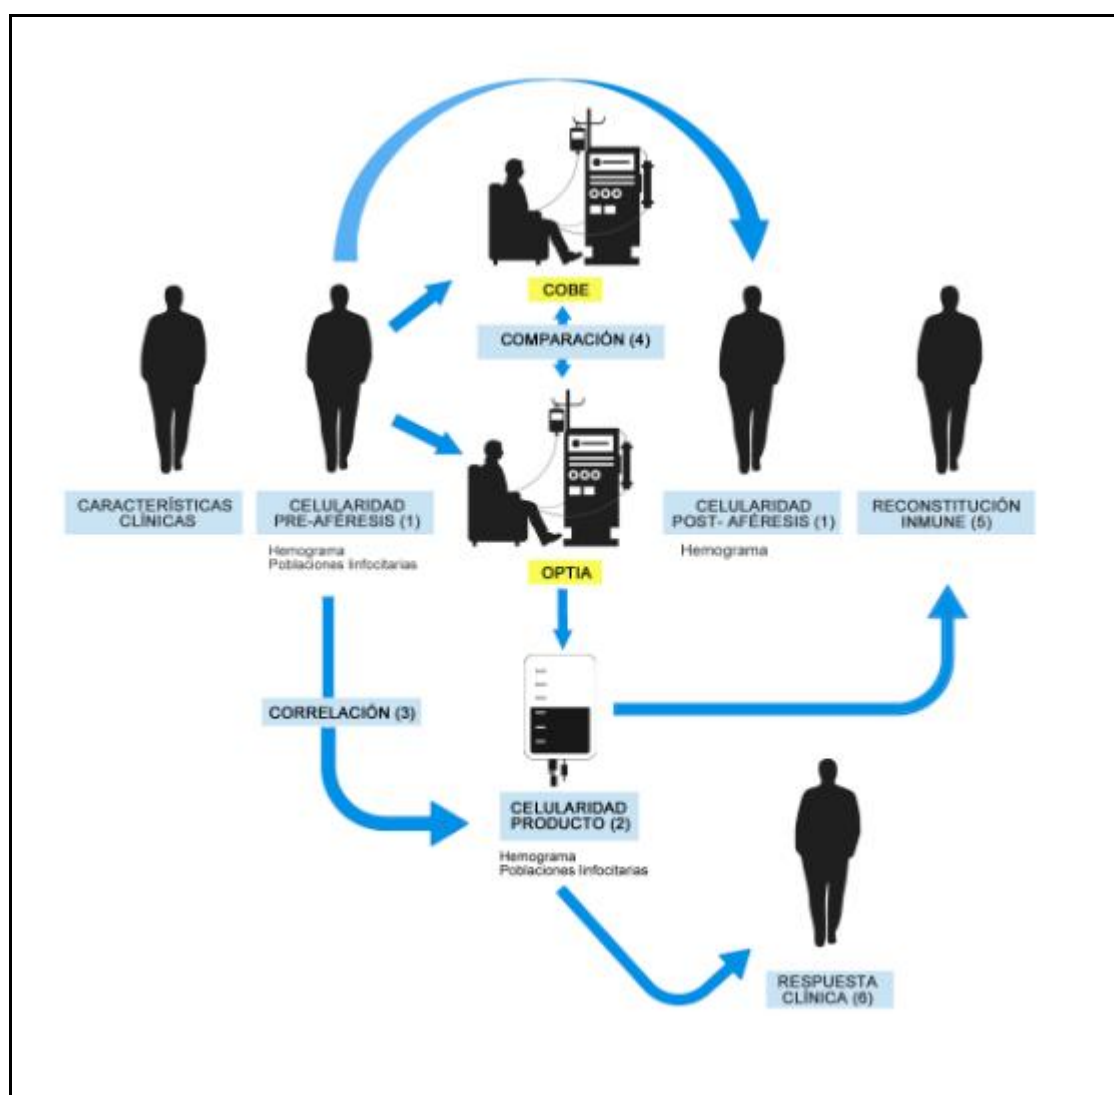 COBE
COMPARACIÓN (4)
CARACTERÍSTICAS
CLÍNICAS
CELULARIDAD
PRE-AFÉRESIS (1)
Hemograma
Poblaciones linfocitarias
OPTIA
CELULARIDAD
POST- AFÉRESIS (1)
Hemograma
RECONSTITUCIÓN
INMUNE (5)
CORRELACIÓN (3)
CELULARIDAD
PRODUCTO (2)
Hemograma
Poblaciones linfocitarias
RESPUESTA
CLÍNICA (6)